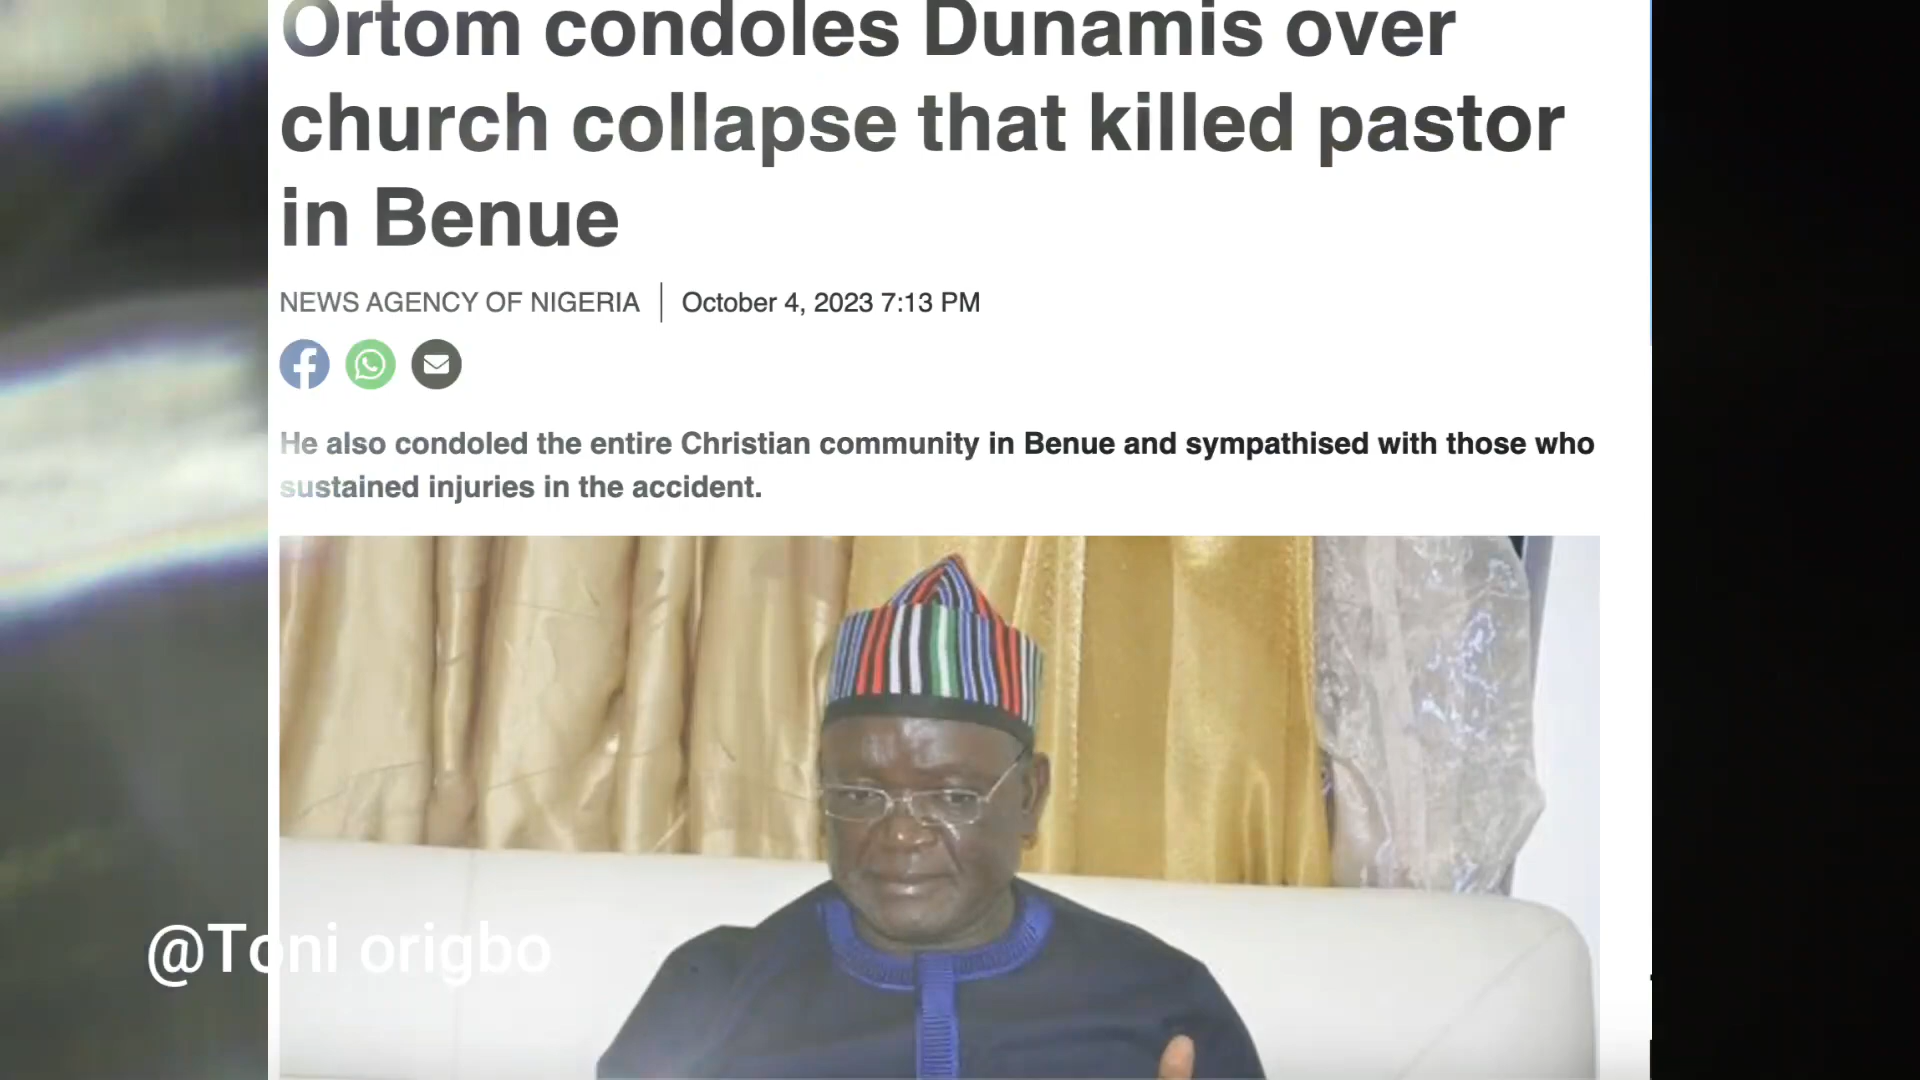 Ortom condoles Dunamis over
church collapse that killed pastor
in Benue
NEWS AGENCY OF NIGERIA | October 4, 2023 7:13 PM
He also condoled the entire Christian community in Benue and sympathised with those who
sustained injuries in the accident.
@Toni origbo